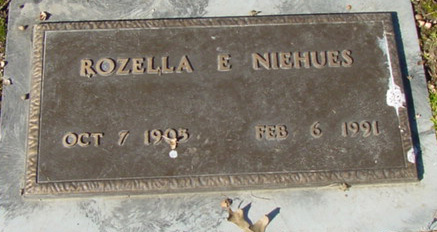 ROZELLA E NIEHUES
OCT 7 1905 FEB 6 1991